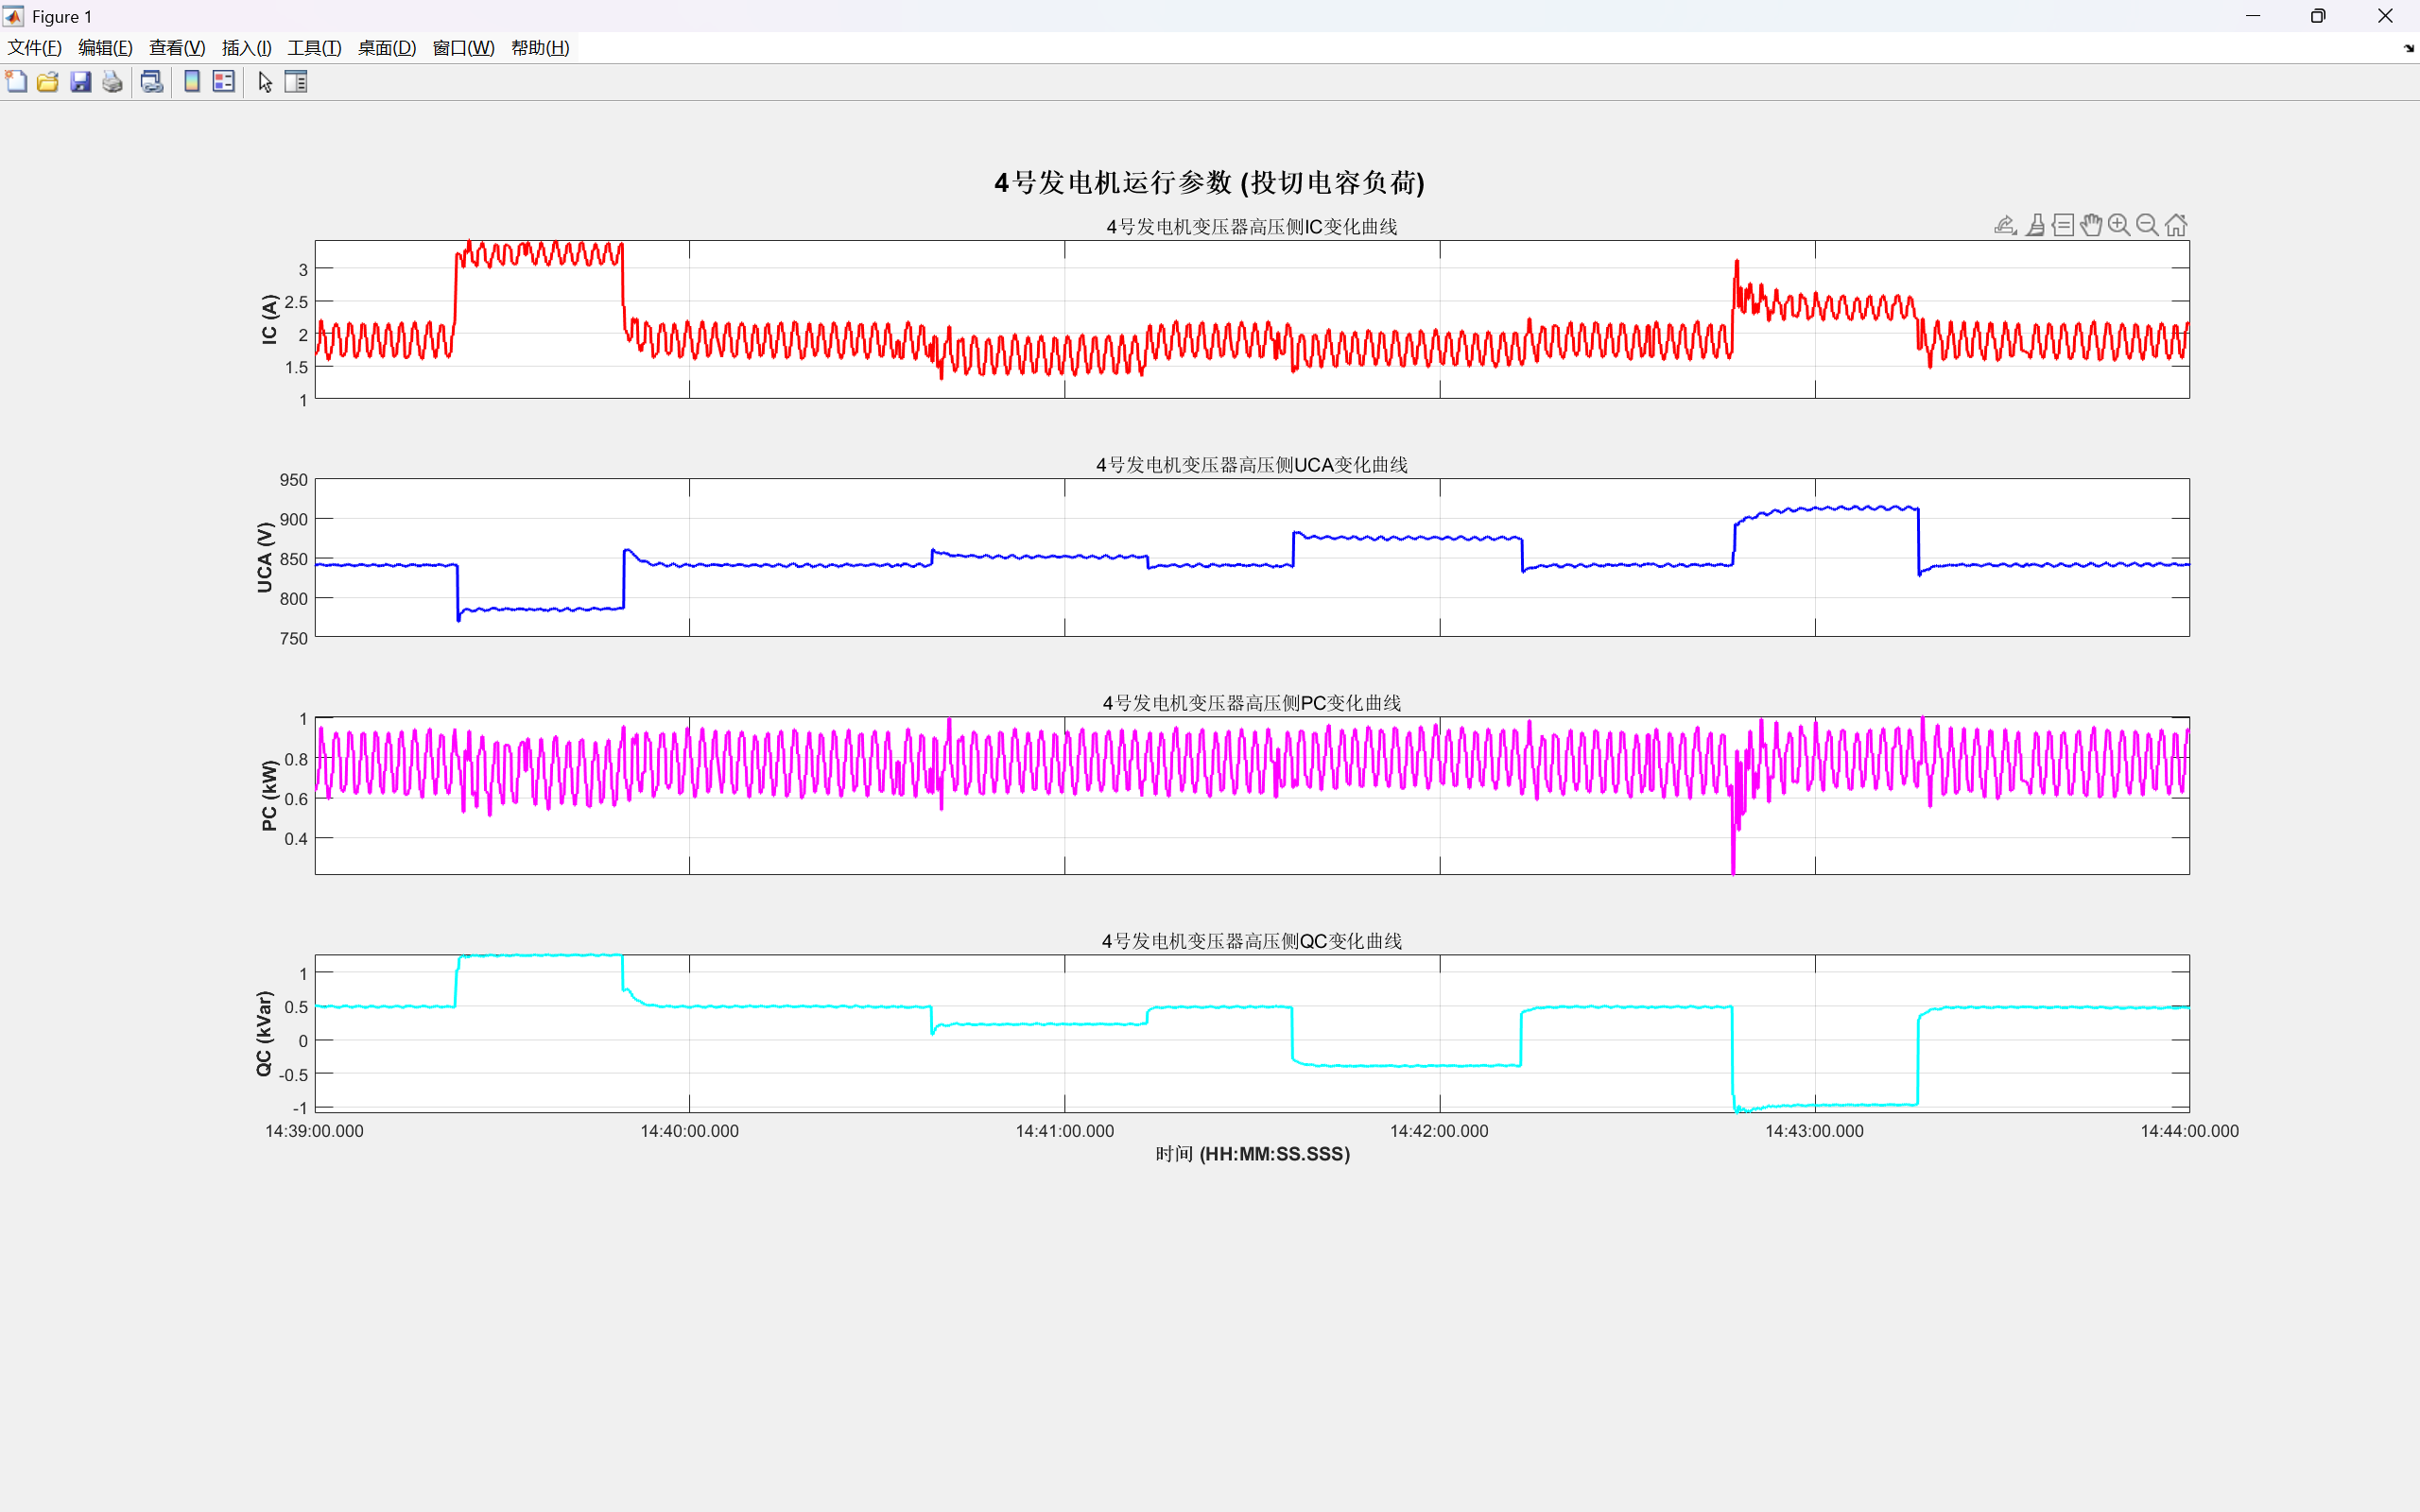 Figure 1
文件(F) 编辑(E) 查看(V) 插入(I) 工具(T) 桌面(D) 窗口(W) 帮助(H)
4号发电机运行参数 (投切电容负荷)
4号发电机变压器高压侧IC变化曲线
IC (A)
3
2.5
2
1.5
1
4号发电机变压器高压侧UCA变化曲线
UCA (V)
950
900
850
800
750
4号发电机变压器高压侧PC变化曲线
PC (kW)
1
0.8
0.6
0.4
4号发电机变压器高压侧QC变化曲线
QC (kVar)
1
0.5
0
-0.5
-1
14:39:00.000 14:40:00.000 14:41:00.000 14:42:00.000 14:43:00.000 14:44:00.000
时间 (HH:MM:SS.SSS)